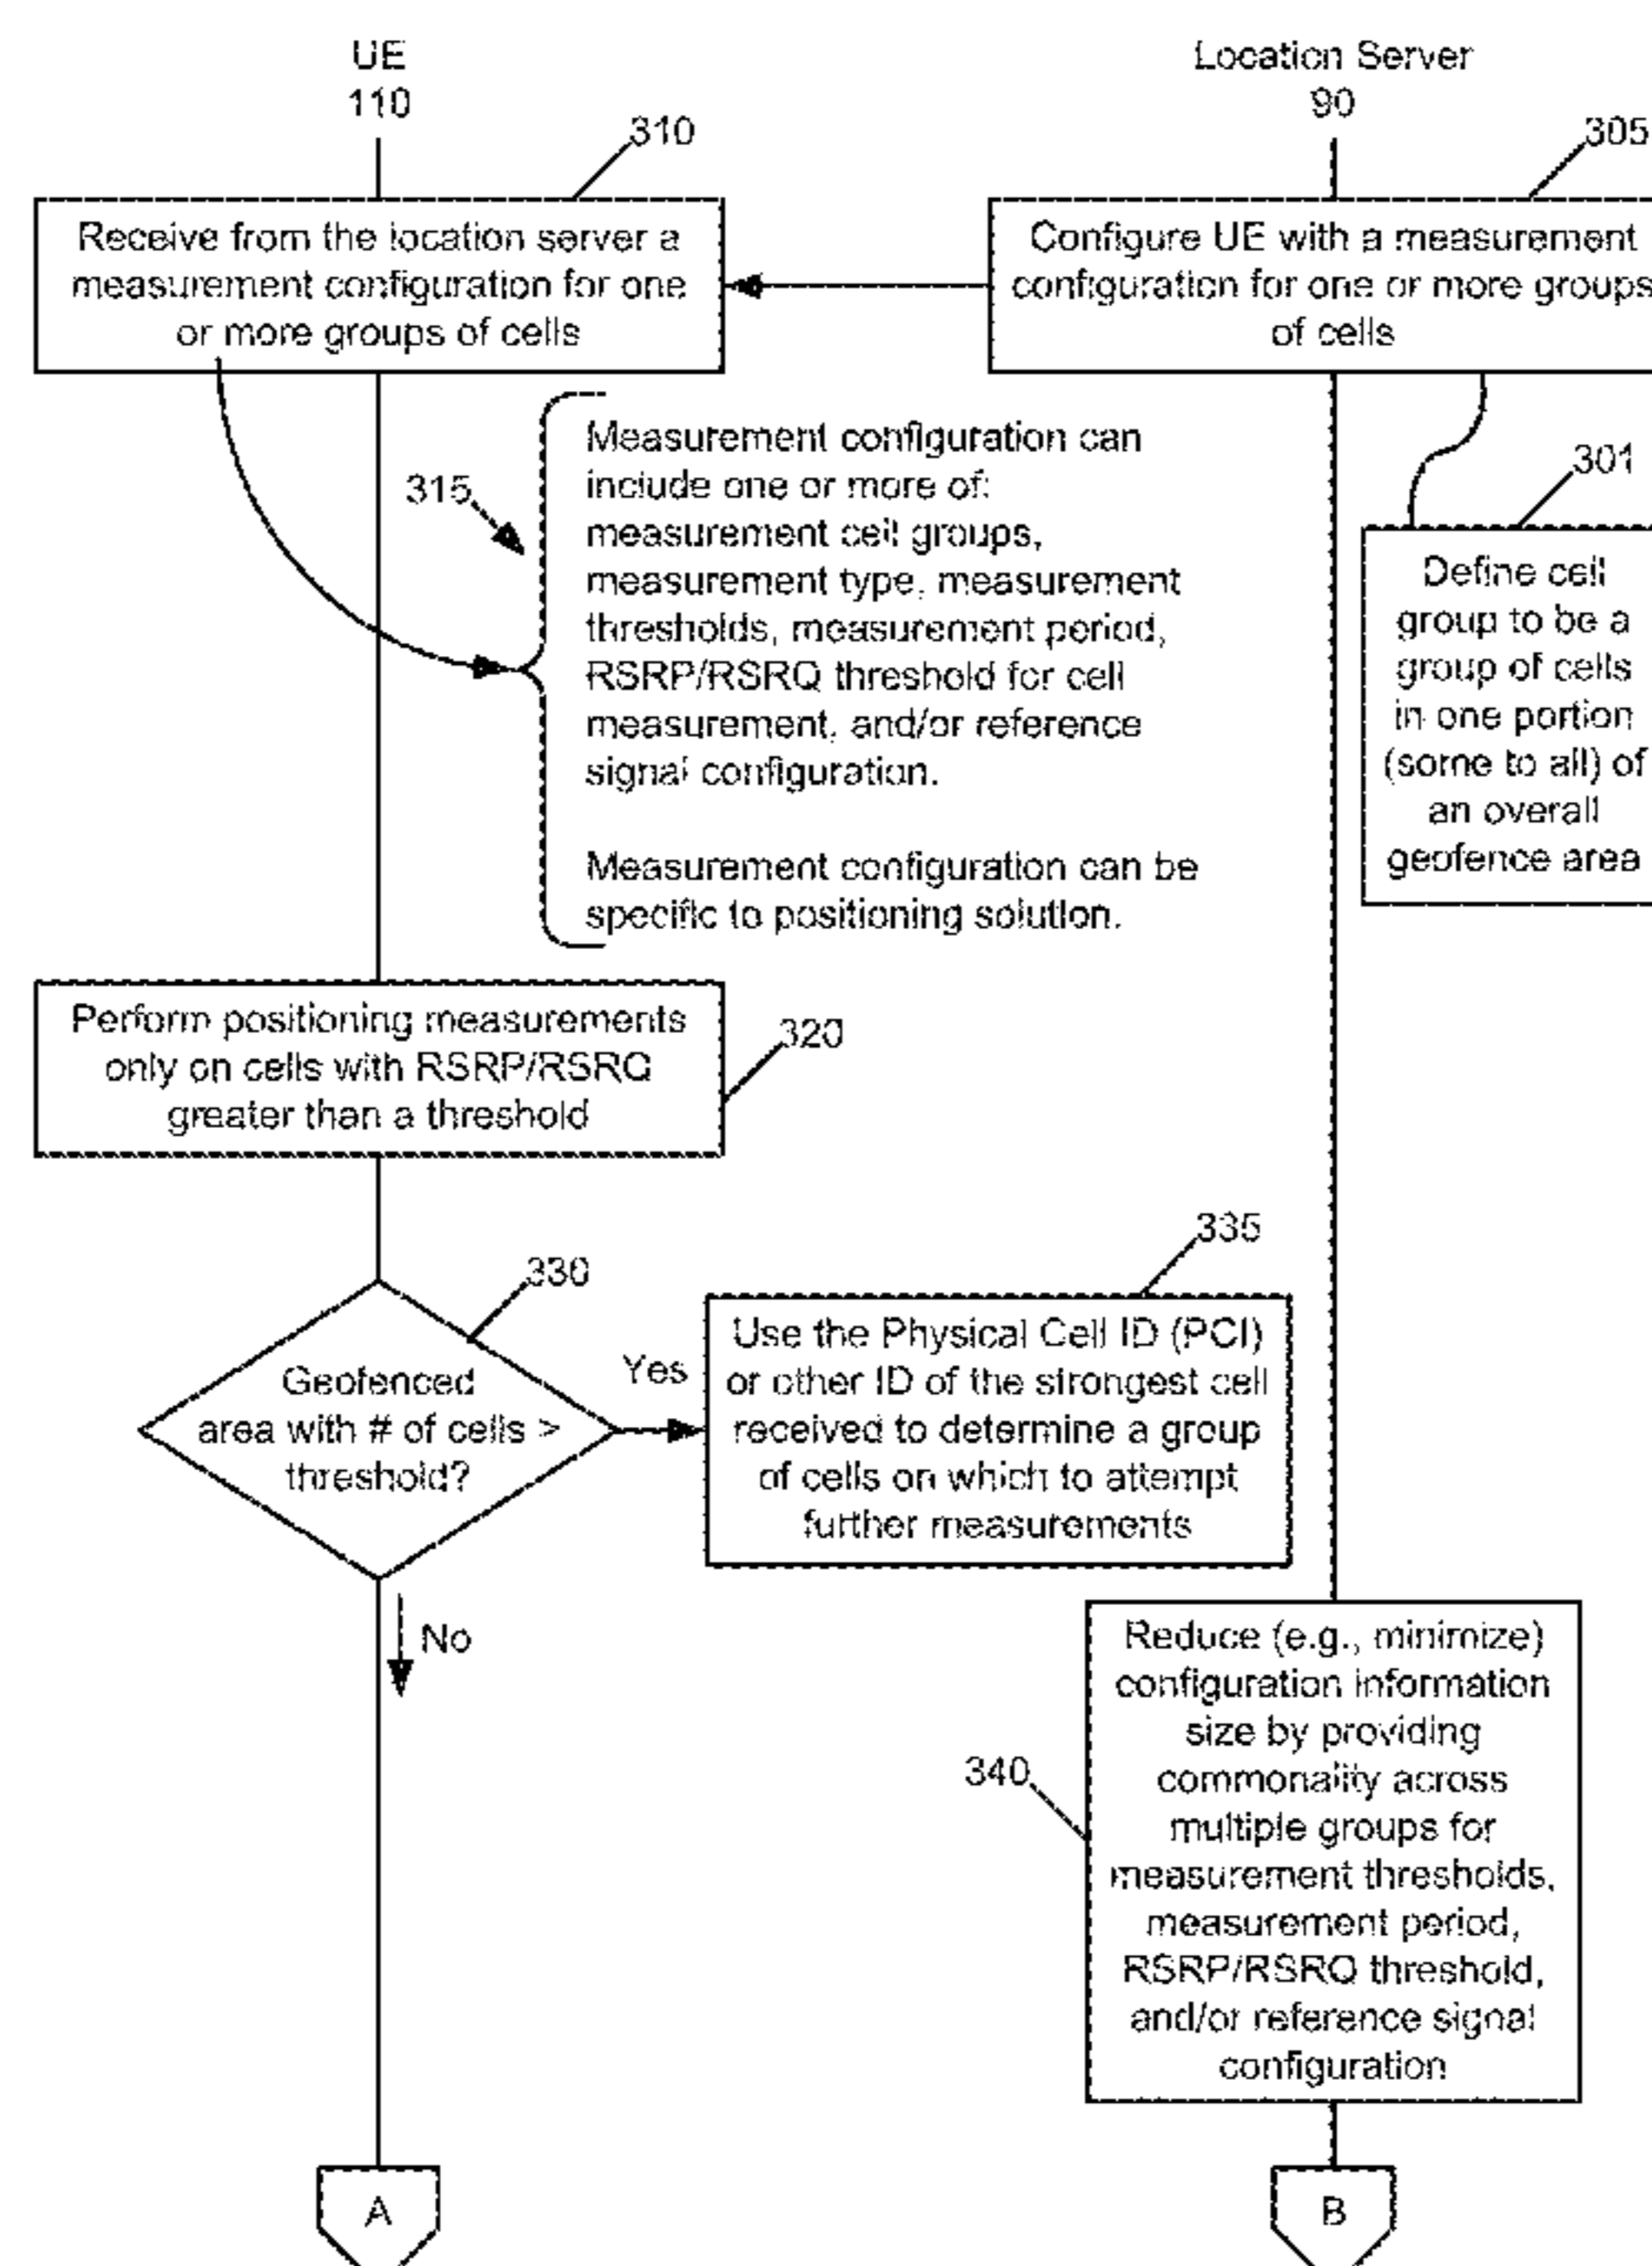 UE
110
Location Server
90
310
305
Receive from the location server a
measurement configuration for one
or more groups of cells
Configure UE with a measurement
configuration for one or more groups
of cells
315
Measurement configuration can
include one or more of:
measurement cell groups,
measurement type, measurement
thresholds, measurement period,
RSRP/RSRQ threshold for cell
measurement, and/or reference
signal configuration.
Measurement configuration can be
specific to positioning solution.
301
Define cell
group to be a
group of cells
in one portion
(some to all) of
an overall
geofence area
Perform positioning measurements
only on cells with RSRP/RSRQ
greater than a threshold
320
330
Geofenced
area with # of cells >
threshold?
Yes
No
335
Use the Physical Cell ID (PCI)
or other ID of the strongest cell
received to determine a group
of cells on which to attempt
further measurements
340
Reduce (e.g., minimize)
configuration information
size by providing
commonality across
multiple groups for
measurement thresholds,
measurement period,
RSRP/RSRQ threshold,
and/or reference signal
configuration
A
B